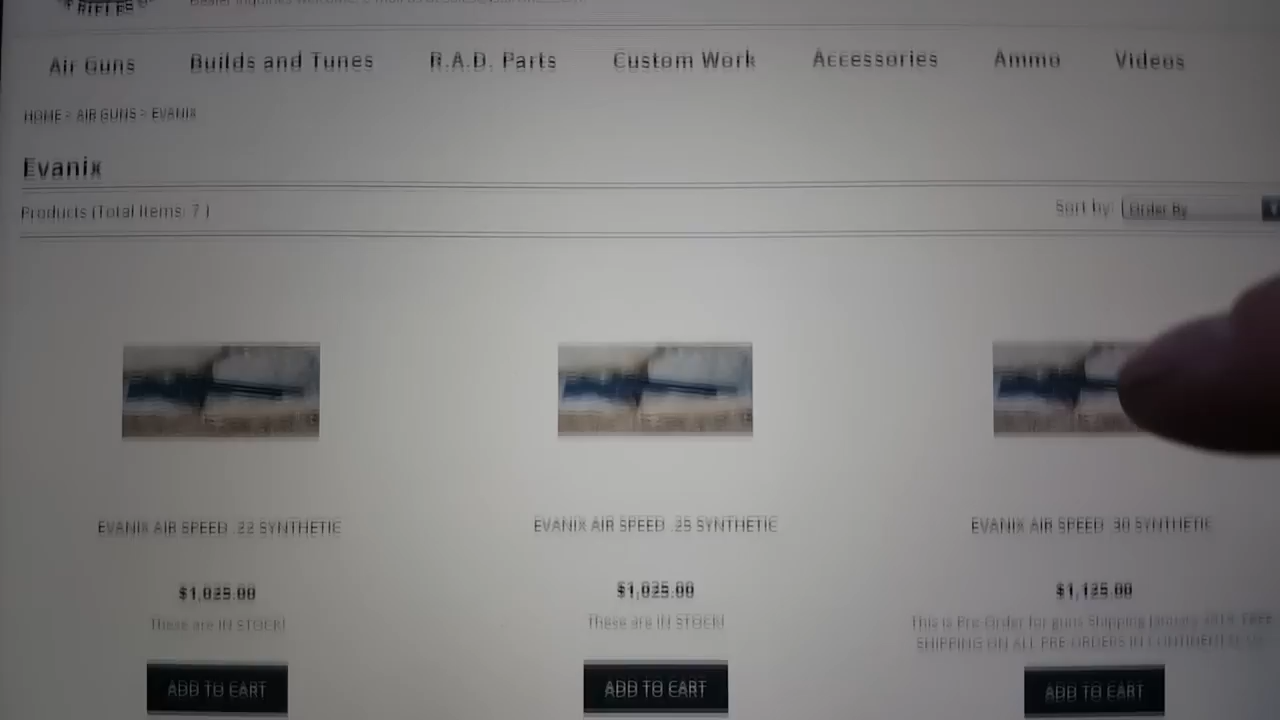 RIFLES
Air Guns Builds and Tunes R.A.D. Parts Custom Work Accessories Ammo Videos
HOME > AIR GUNS > EVANIX
Evanix
Products (Total Items: 7 )
Sort by: Order By
EVANIX AIR SPEED .22 SYNTHETIC
EVANIX AIR SPEED .25 SYNTHETIC
EVANIX AIR SPEED .30 SYNTHETIC
$1,025.00
$1,025.00
$1,125.00
These are IN STOCK!
These are IN STOCK!
This is Pre-Order for guns Shipping FREE
SHIPPING ON ALL PRE-ORDERS IN
ADD TO CART
ADD TO CART
ADD TO CART